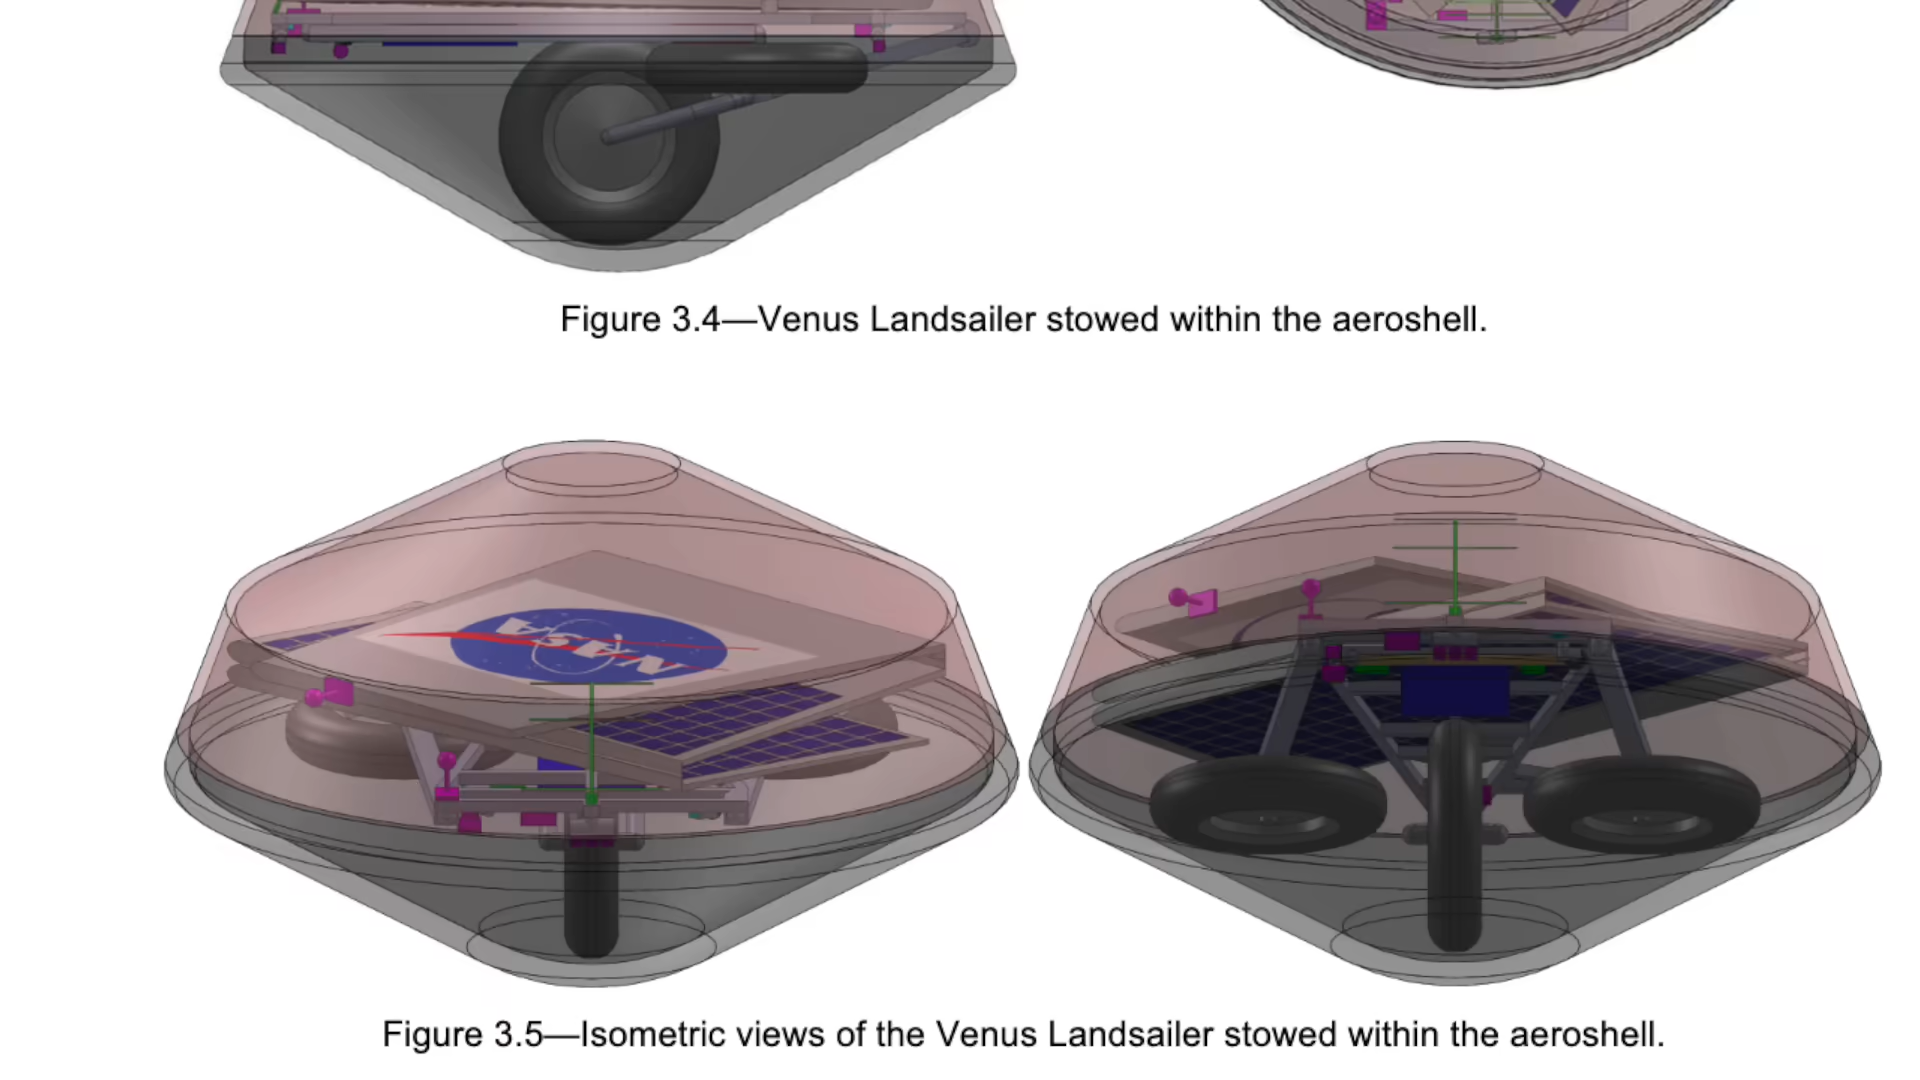 Figure 3.4—Venus Landsailer stowed within the aeroshell.
NASA
Figure 3.5—Isometric views of the Venus Landsailer stowed within the aeroshell.